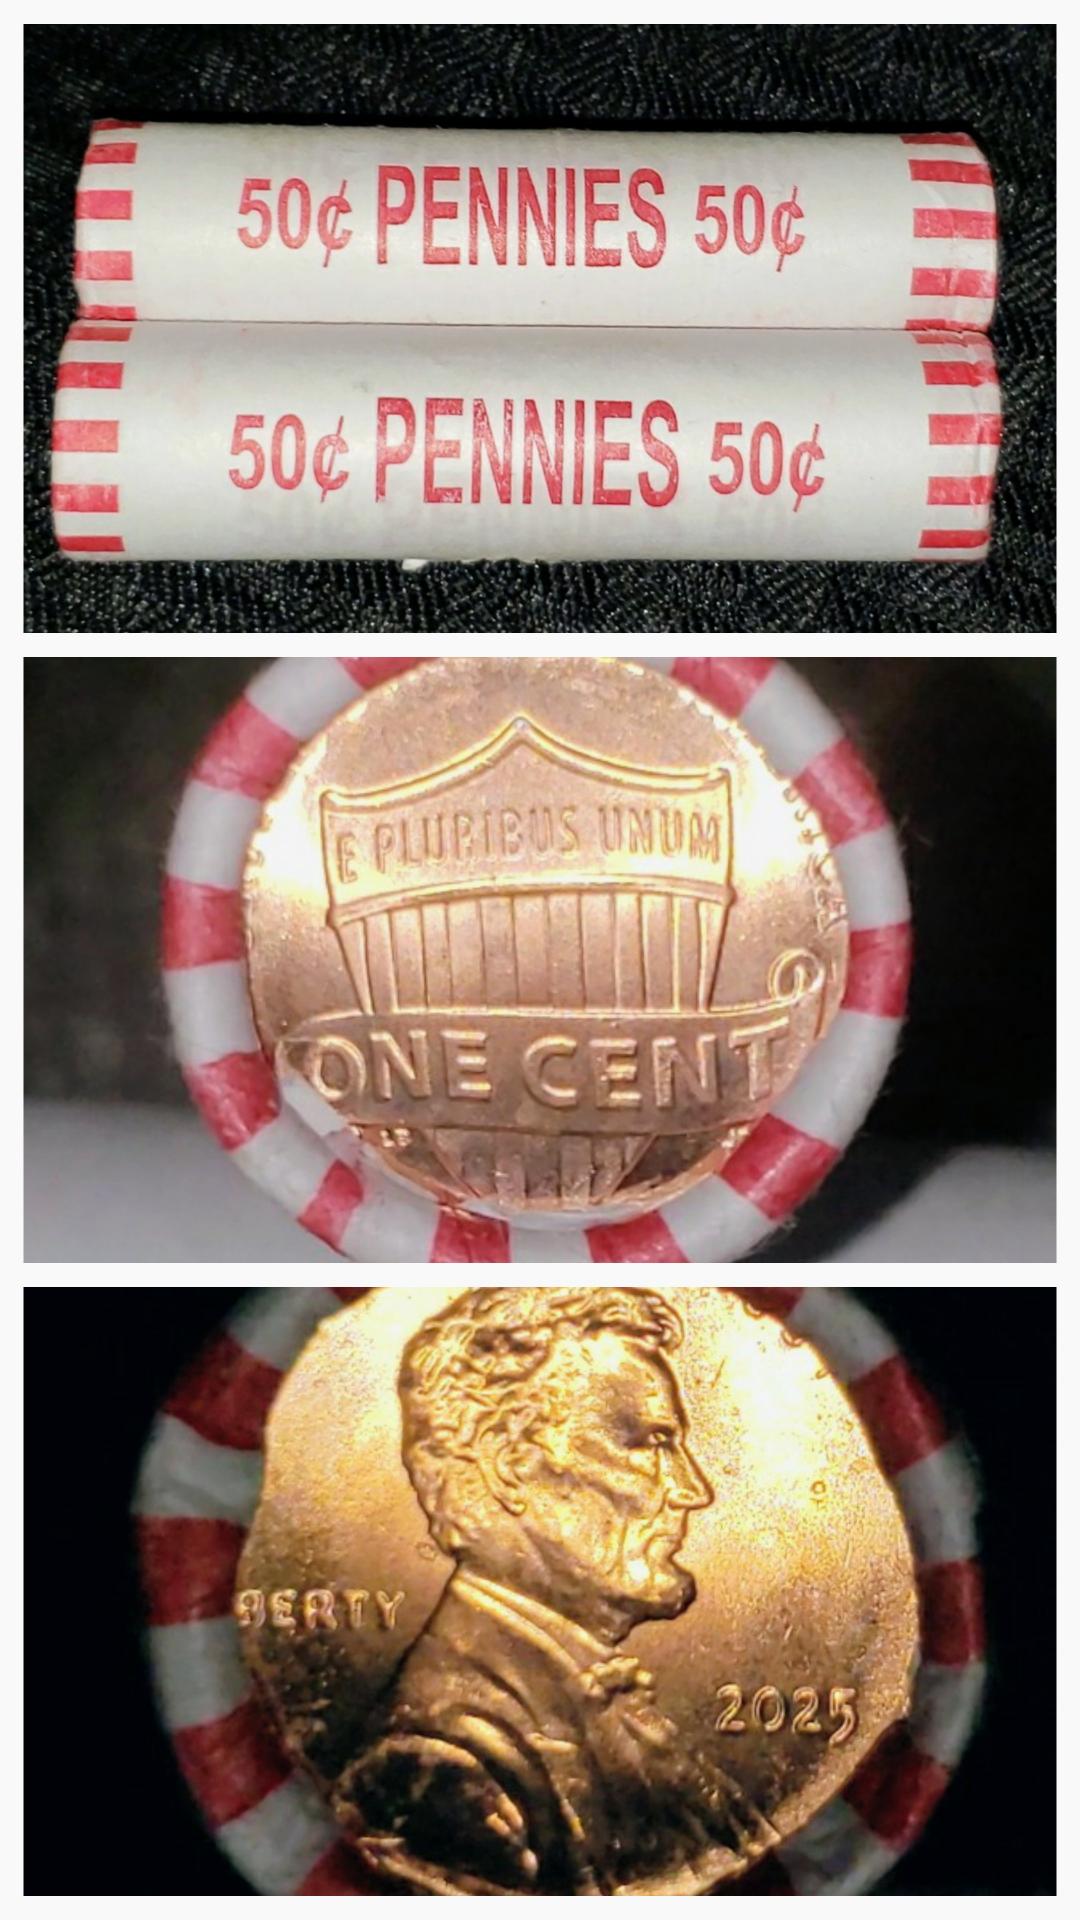 50¢ PENNIES 50¢
50¢ PENNIES 50¢
E PLURIBUS UNUM
ONE CENT
BERTY
2025